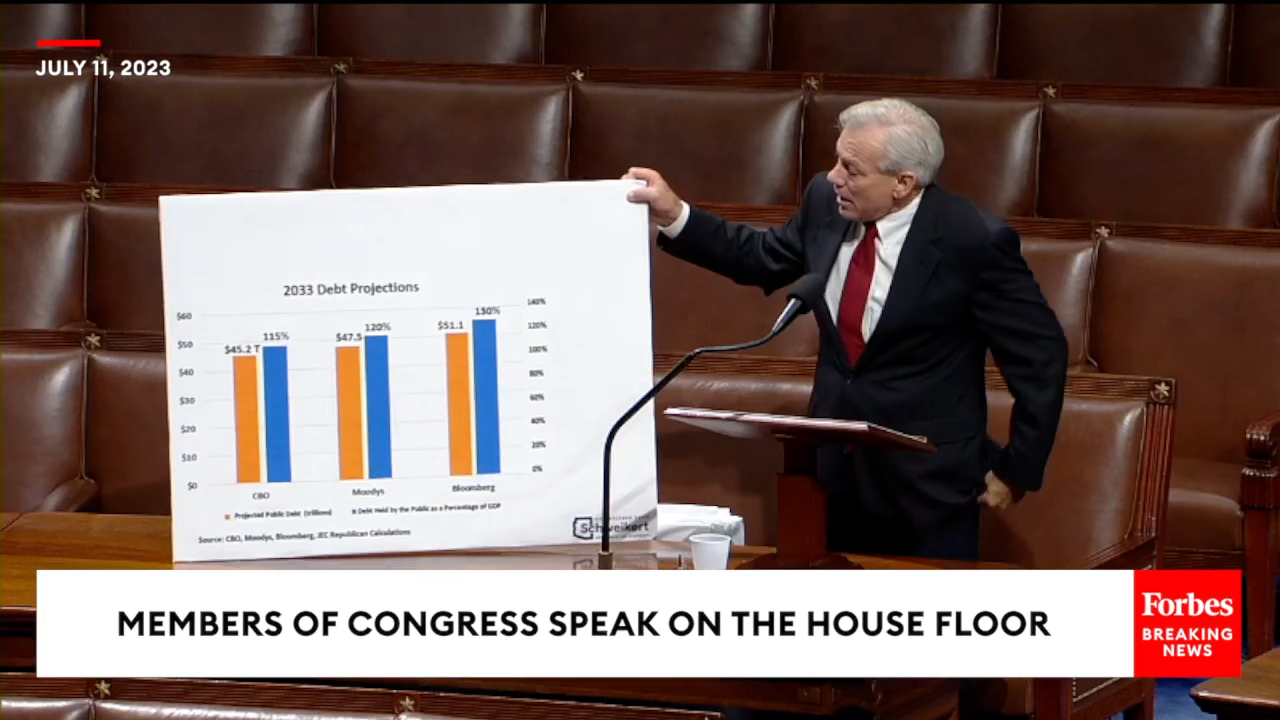 JULY 11, 2023
2033 Debt Projections
$60
$50
$40
$30
$20
$10
$0
$45.2 T
115%
$47.5
120%
$51.1
130%
140%
120%
100%
80%
60%
40%
20%
0%
CBO
Moodys
Bloomberg
Projected Public Debt (trillions)
Debt Held by the Public as a Percentage of GDP
Source: CBO, Moodys, Bloomberg, JEC Republican Calculations
Schweikert
MEMBERS OF CONGRESS SPEAK ON THE HOUSE FLOOR
Forbes
BREAKING
NEWS